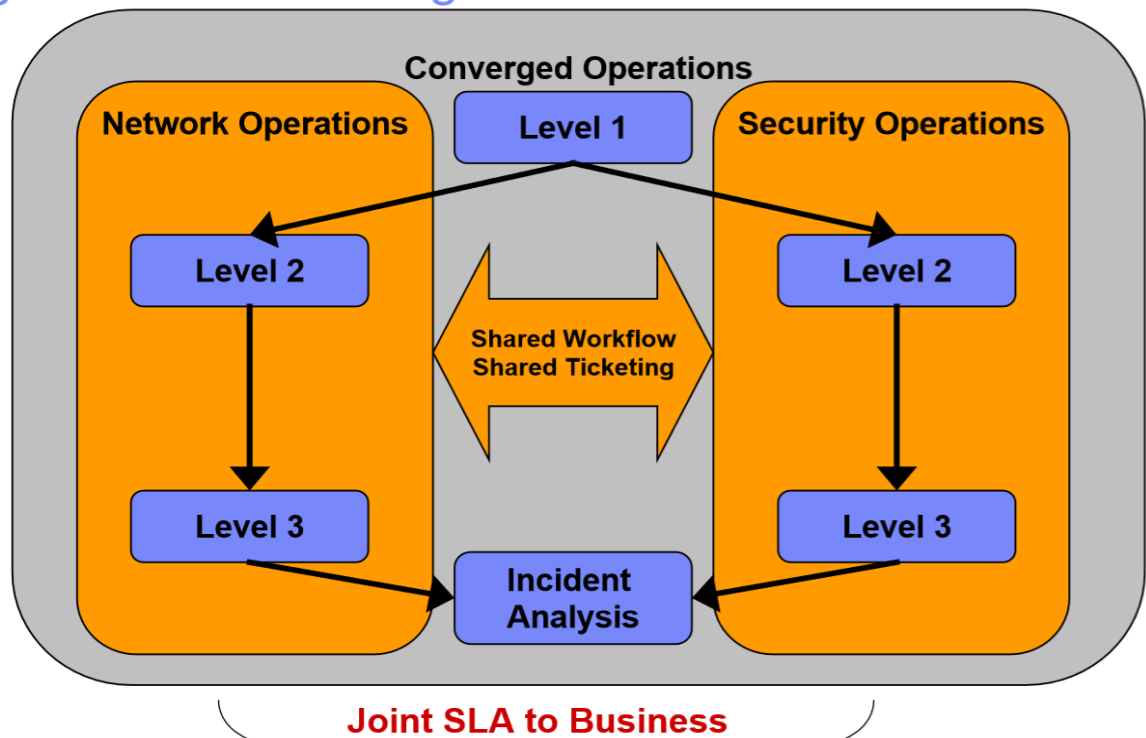 Converged Operations
Network Operations
Level 1
Security Operations
Level 2
Level 2
Shared Workflow
Shared Ticketing
Level 3
Level 3
Incident
Analysis
Joint SLA to Business